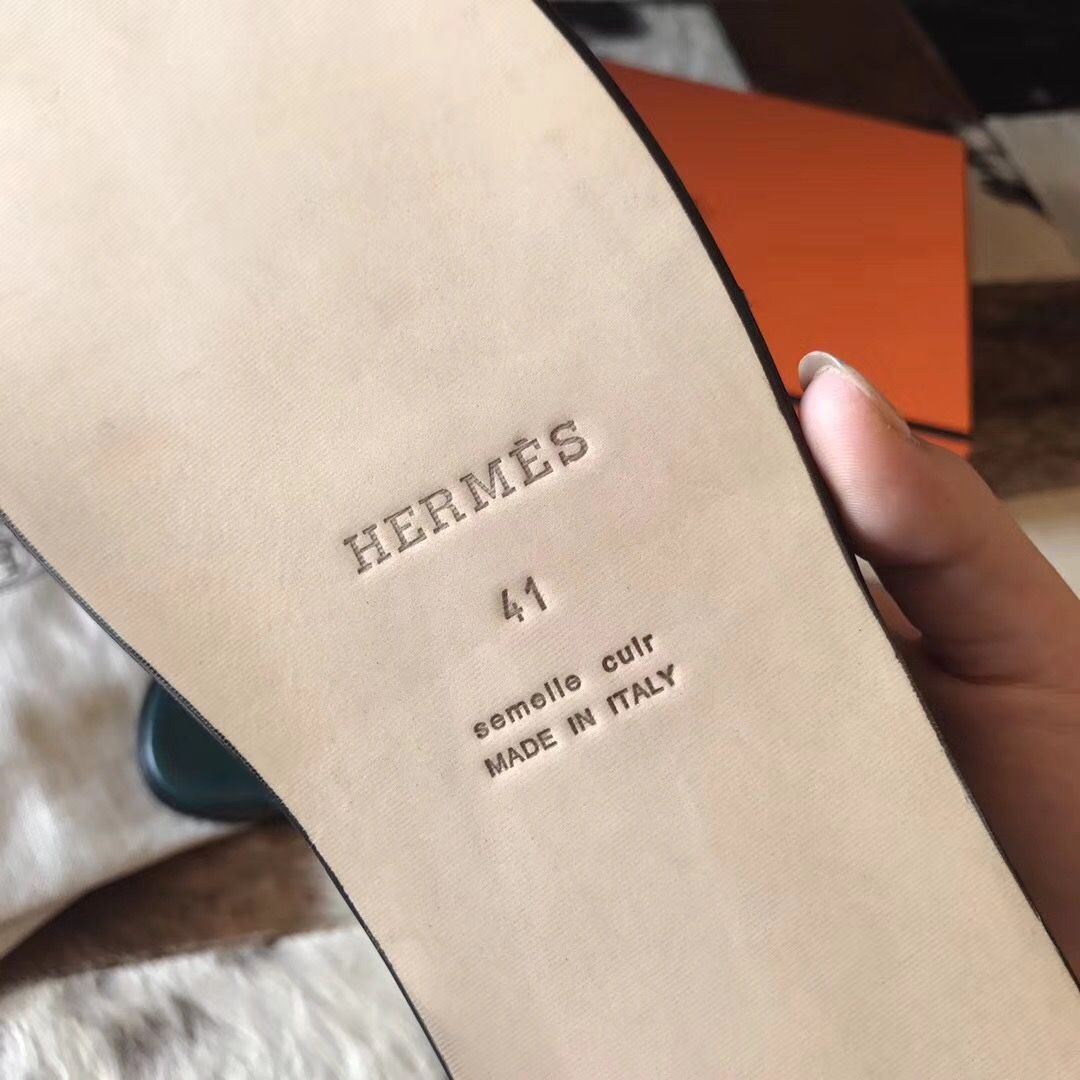 HERMÈS
41
semelle cuir
MADE IN ITALY